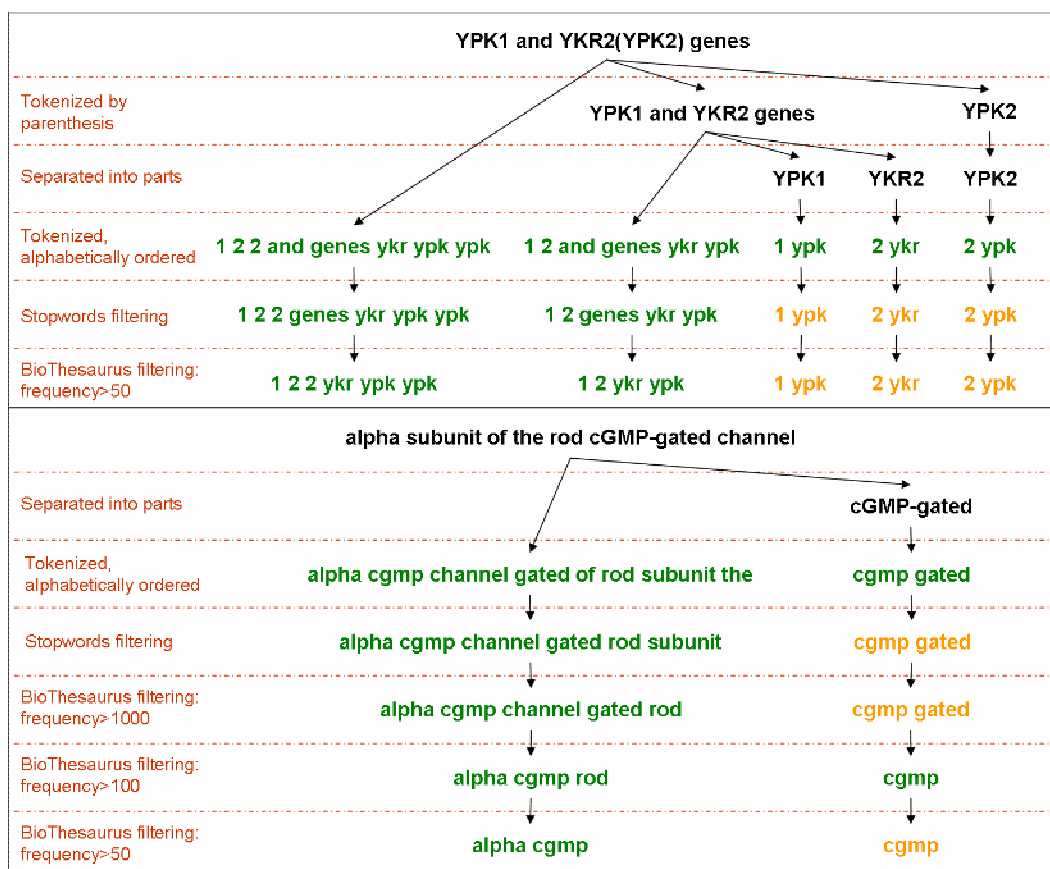 YPK1 and YKR2(YPK2) genes
Tokenized by
parenthesis
YPK1 and YKR2 genes
YPK2
Separated into parts
YPK1
YKR2
YPK2
Tokenized,
alphabetically ordered
1 2 2 and genes ykr ypk ypk
1 2 and genes ykr ypk
1 ypk
2 ykr
2 ypk
Stopwords filtering
1 2 2 genes ykr ypk ypk
1 2 genes ykr ypk
1 ypk
2 ykr
2 ypk
BioThesaurus filtering:
frequency>50
1 2 2 ykr ypk ypk
1 2 ykr ypk
1 ypk
2 ykr
2 ypk
alpha subunit of the rod cGMP-gated channel
Separated into parts
cGMP-gated
Tokenized,
alphabetically ordered
alpha cgmp channel gated of rod subunit the
cgmp gated
Stopwords filtering
alpha cgmp channel gated rod subunit
cgmp gated
BioThesaurus filtering:
frequency>1000
alpha cgmp channel gated rod
cgmp gated
BioThesaurus filtering:
frequency>100
alpha cgmp rod
cgmp
BioThesaurus filtering:
frequency>50
alpha cgmp
cgmp